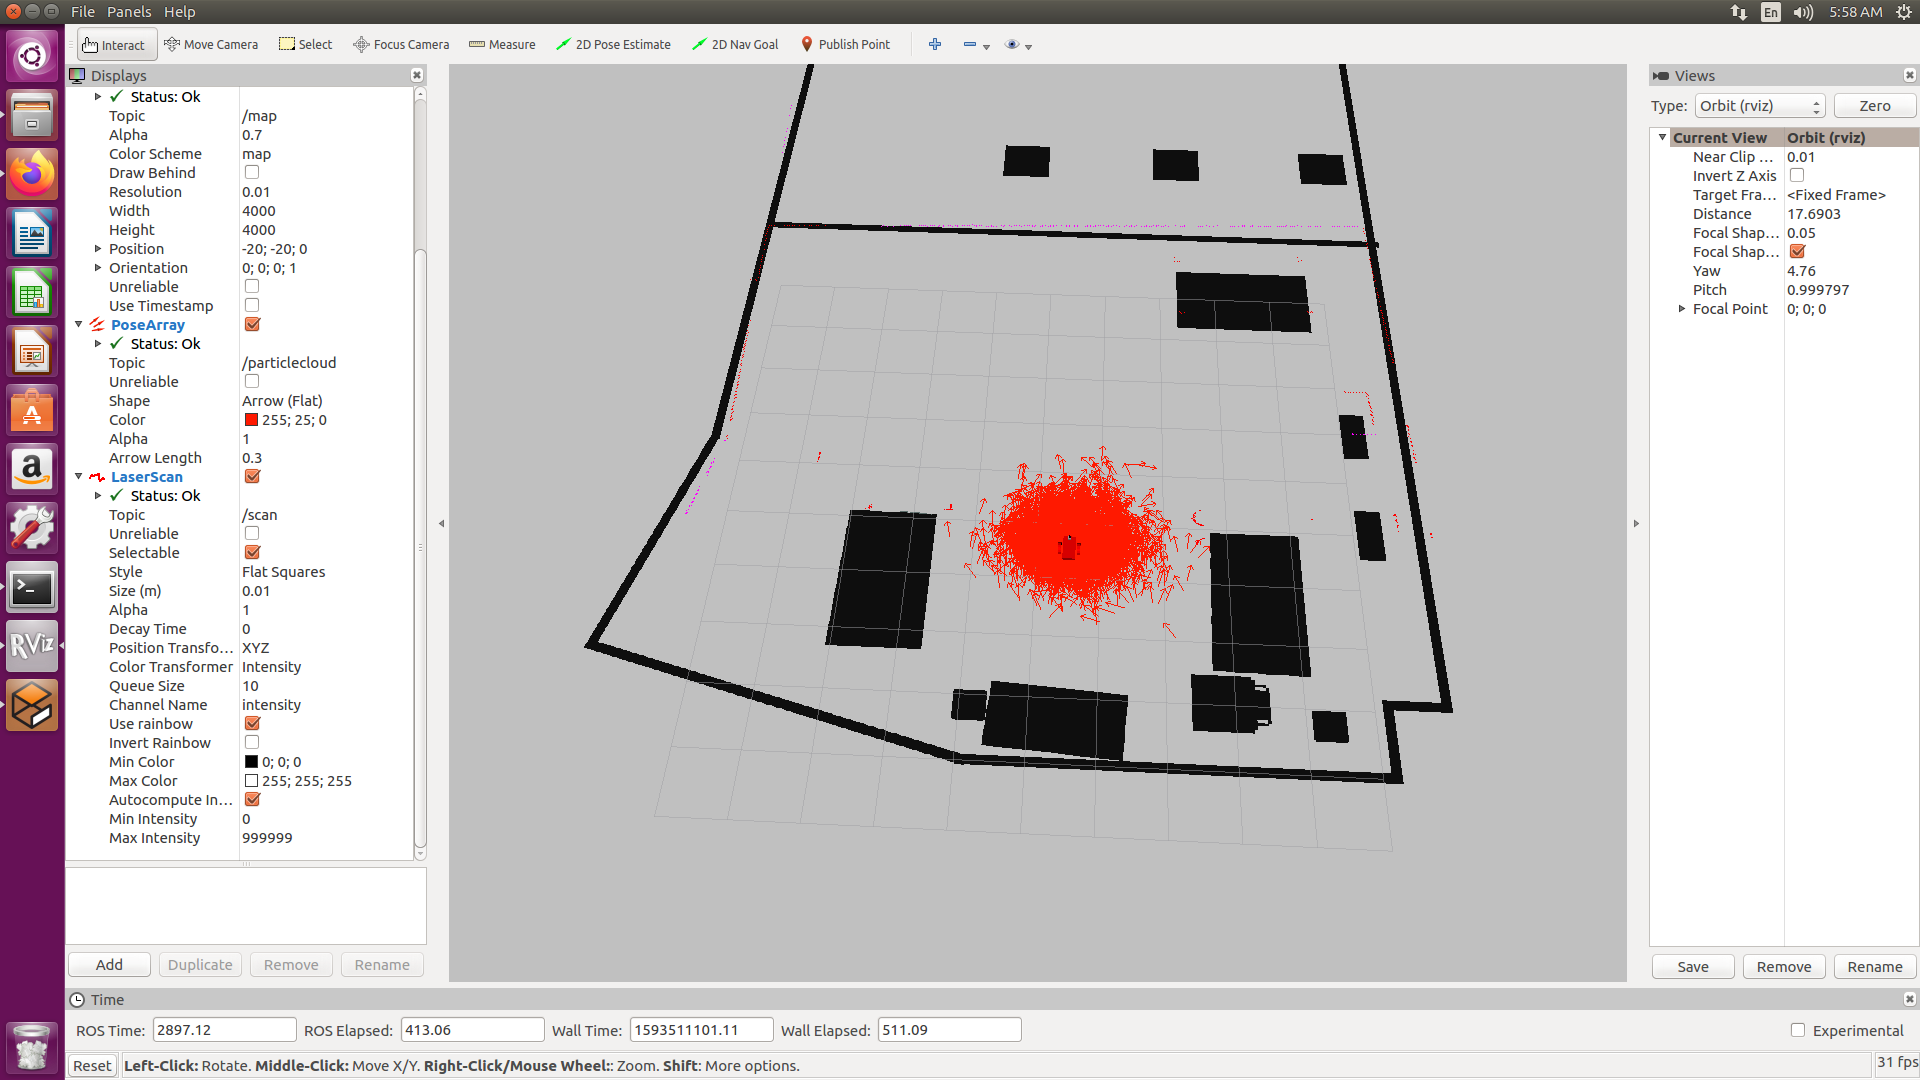 File Panels Help
En 5:58 AM
Interact Move Camera Select Focus Camera Measure 2D Pose Estimate 2D Nav Goal Publish Point
Displays
Status: Ok
Topic /map
Alpha 0.7
Color Scheme map
Draw Behind
Resolution 0.01
Width 4000
Height 4000
Position -20; -20; 0
Orientation 0; 0; 0; 1
Unreliable
Use Timestamp
PoseArray
Status: Ok
Topic /particlecloud
Unreliable
Shape Arrow (Flat)
Color 255; 25; 0
Alpha 1
Arrow Length 0.3
LaserScan
Status: Ok
Topic /scan
Unreliable
Selectable
Style Flat Squares
Size (m) 0.01
Alpha 1
Decay Time 0
Position Transfo... XYZ
Color Transformer Intensity
Queue Size 10
Channel Name intensity
Use rainbow
Invert Rainbow
Min Color 0; 0; 0
Max Color 255; 255; 255
Autocompute In...
Min Intensity 0
Max Intensity 999999
Add Duplicate Remove Rename
Views
Type: Orbit (rviz) Zero
Current View Orbit (rviz)
Near Clip ... 0.01
Invert Z Axis
Target Fra... <Fixed Frame>
Distance 17.6903
Focal Shap... 0.05
Focal Shap...
Yaw 4.76
Pitch 0.999797
Focal Point 0; 0; 0
Save Remove Rename
RViz
Time
ROS Time: 2897.12 ROS Elapsed: 413.06 Wall Time: 1593511101.11 Wall Elapsed: 511.09 Experimental
Reset Left-Click: Rotate. Middle-Click: Move X/Y. Right-Click/Mouse Wheel:: Zoom. Shift: More options. 31 fps